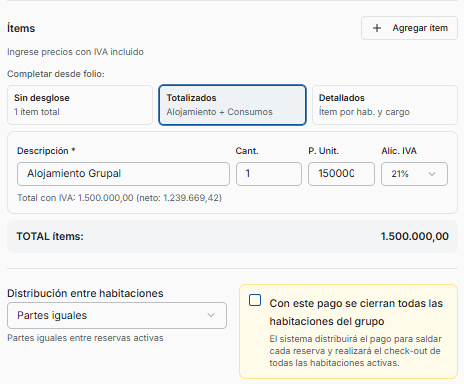 Ítems
+ Agregar ítem
Ingrese precios con IVA incluido
Completar desde folio:
Sin desglose
1 ítem total
Totalizados
Alojamiento + Consumos
Detallados
Ítem por hab. y cargo
Descripción * Cant. P. Unit. Alíc. IVA
Alojamiento Grupal 1 150000 21%
Total con IVA: 1.500.000,00 (neto: 1.239.669,42)
TOTAL ítems: 1.500.000,00
Distribución entre habitaciones
Partes iguales
Partes iguales entre reservas activas
Con este pago se cierran todas las
habitaciones del grupo
El sistema distribuirá el pago para saldar
cada reserva y realizará el check-out de
todas las habitaciones activas.